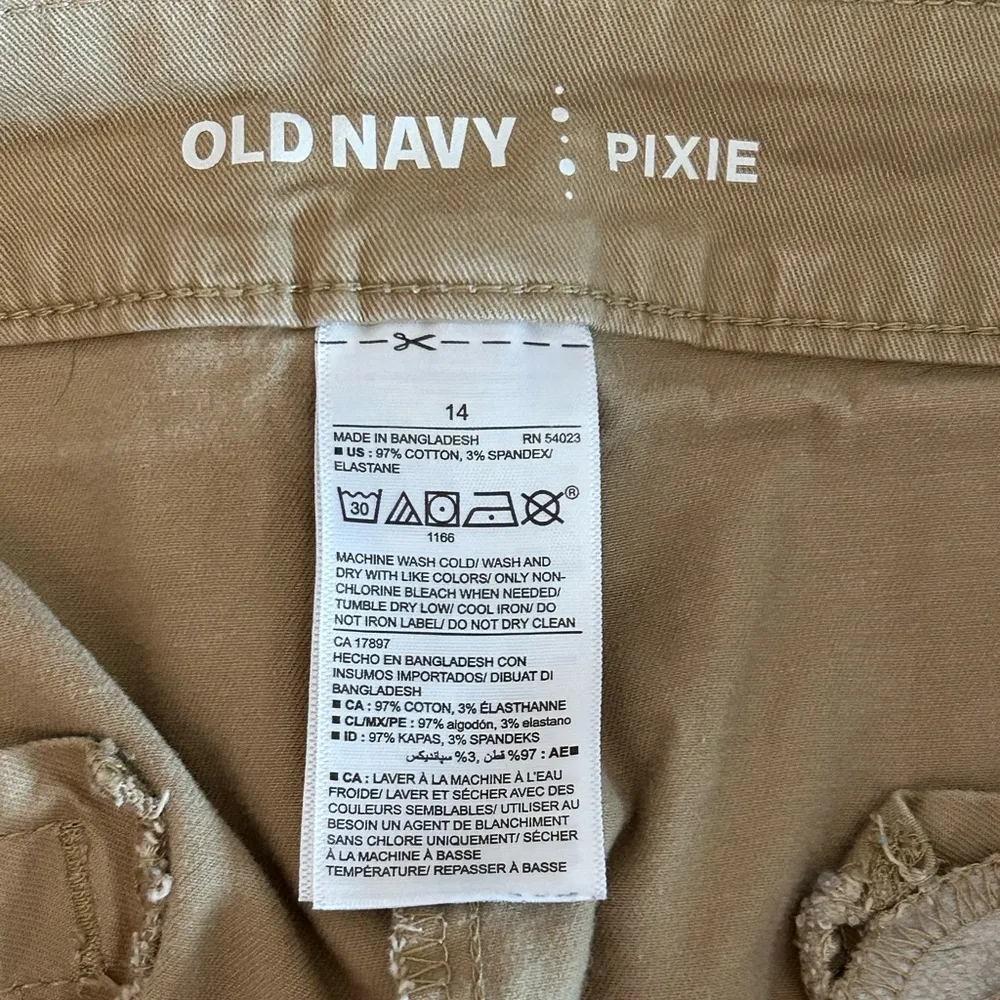 OLD NAVY PIXIE
14
MADE IN BANGLADESH RN 54023
■ US : 97% COTTON, 3% SPANDEX/
ELASTANE
30
®
1166
MACHINE WASH COLD/ WASH AND
DRY WITH LIKE COLORS/ ONLY NON-
CHLORINE BLEACH WHEN NEEDED/
TUMBLE DRY LOW/ COOL IRON/ DO
NOT IRON LABEL/ DO NOT DRY CLEAN
CA 17897
HECHO EN BANGLADESH CON
INSUMOS IMPORTADOS/ DIBUAT DI
BANGLADESH
■ CA : 97% COTON, 3% ÉLASTHANNE
■ CL/MX/PE : 97% algodón, 3% elastano
■ ID : 97% KAPAS, 3% SPANDEKS
■AE : 97% قطن, 3% سپانديكس
■ CA : LAVER À LA MACHINE À L'EAU
FROIDE/ LAVER ET SÉCHER AVEC DES
COULEURS SEMBLABLES/ UTILISER AU
BESOIN UN AGENT DE BLANCHIMENT
SANS CHLORE UNIQUEMENT/ SÉCHER
À LA MACHINE À BASSE
TEMPÉRATURE/ REPASSER À BASSE